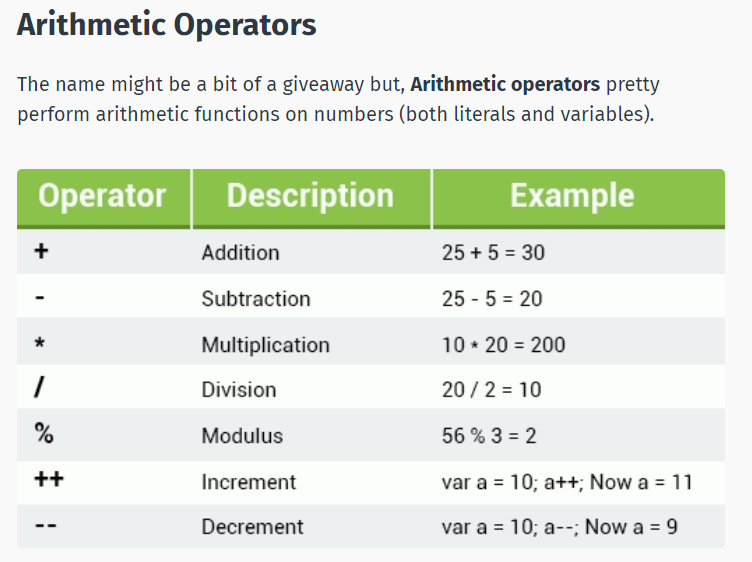 Arithmetic Operators
The name might be a bit of a giveaway but, Arithmetic operators pretty
perform arithmetic functions on numbers (both literals and variables).
Operator Description Example
+ Addition 25 + 5 = 30
- Subtraction 25 - 5 = 20
* Multiplication 10 * 20 = 200
/ Division 20 / 2 = 10
% Modulus 56 % 3 = 2
++ Increment var a = 10; a++; Now a = 11
-- Decrement var a = 10; a--; Now a = 9